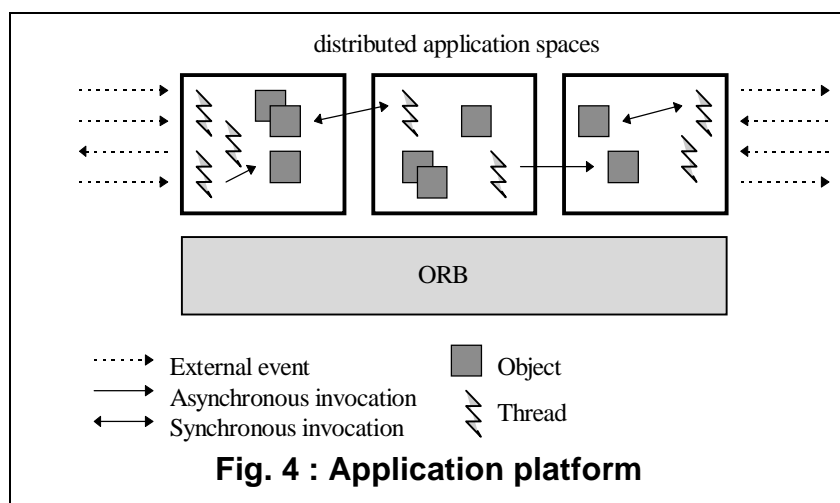 distributed application spaces
ORB
External event
Asynchronous invocation
Synchronous invocation
Object
Thread
Fig. 4 : Application platform